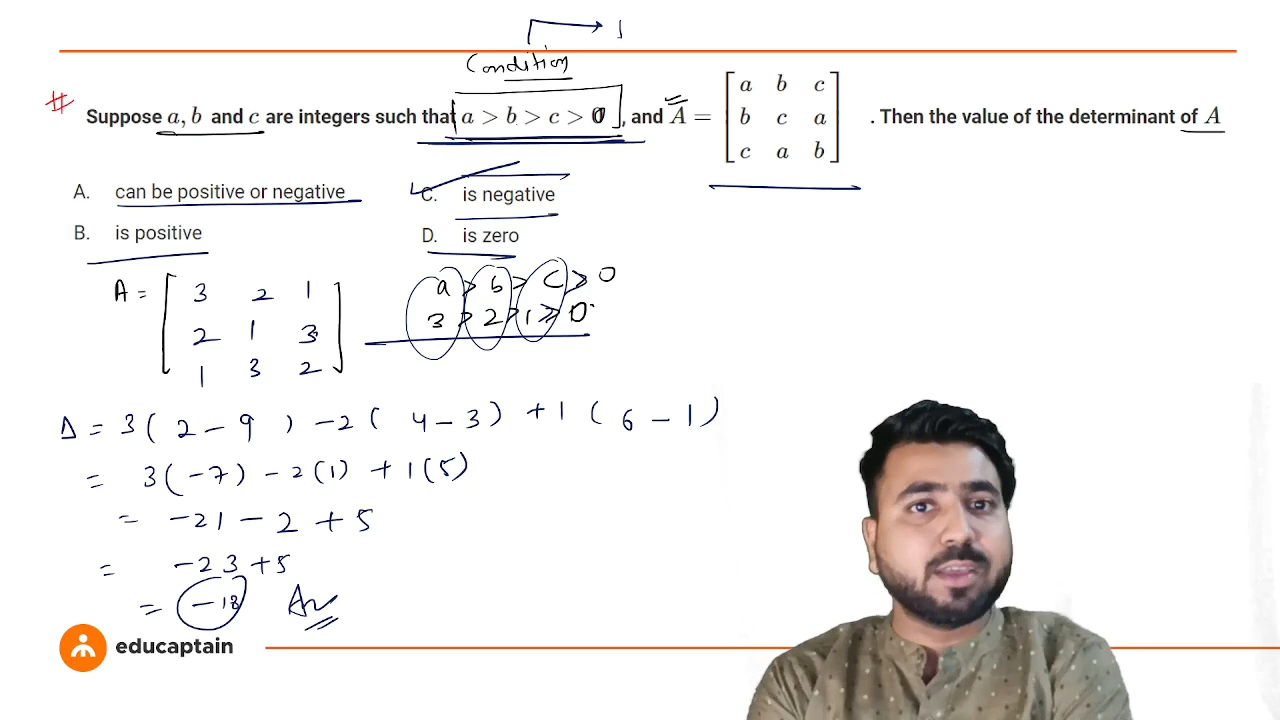 1
Condition
# Suppose a, b and c are integers such that a > b > c > 0, and A = [ a b c
b c a
c a b ] . Then the value of the determinant of A
A. can be positive or negative C. is negative
B. is positive D. is zero
A = [ 3 2 1
2 1 3
1 3 2 ]
a > b > c > 0
3 > 2 > 1 > 0
Δ = 3 ( 2 - 9 ) - 2 ( 4 - 3 ) + 1 ( 6 - 1 )
= 3 ( -7 ) - 2 ( 1 ) + 1 ( 5 )
= -21 - 2 + 5
= -23 + 5
= -18 Ans
educaptain